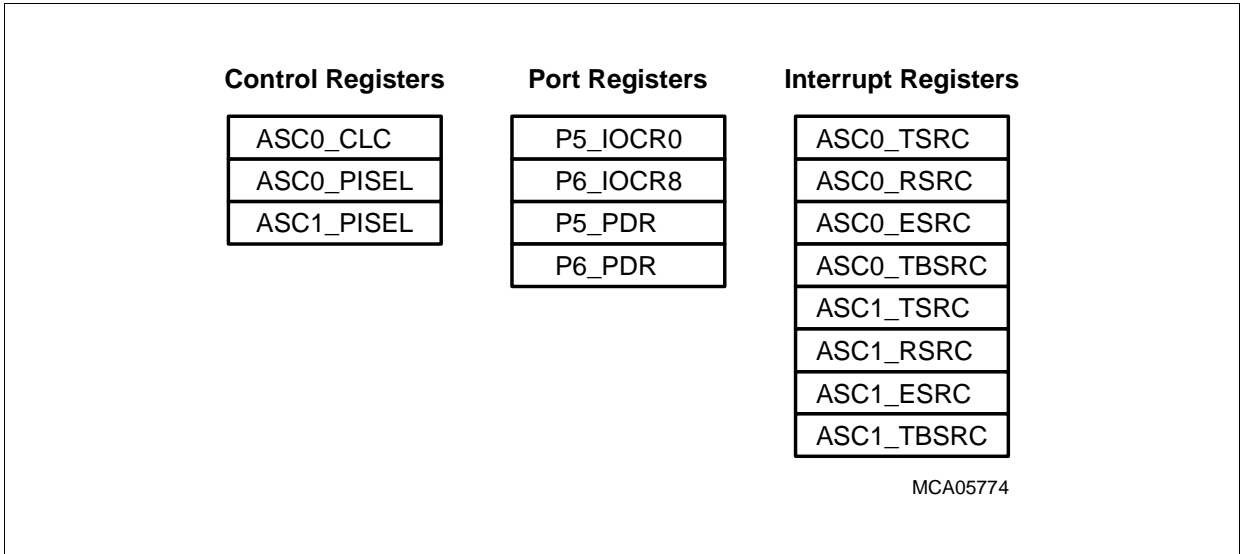 Control Registers
ASC0_CLC
ASC0_PISEL
ASC1_PISEL
Port Registers
P5_IOCR0
P6_IOCR8
P5_PDR
P6_PDR
Interrupt Registers
ASC0_TSRC
ASC0_RSRC
ASC0_ESRC
ASC0_TBSRC
ASC1_TSRC
ASC1_RSRC
ASC1_ESRC
ASC1_TBSRC
MCA05774